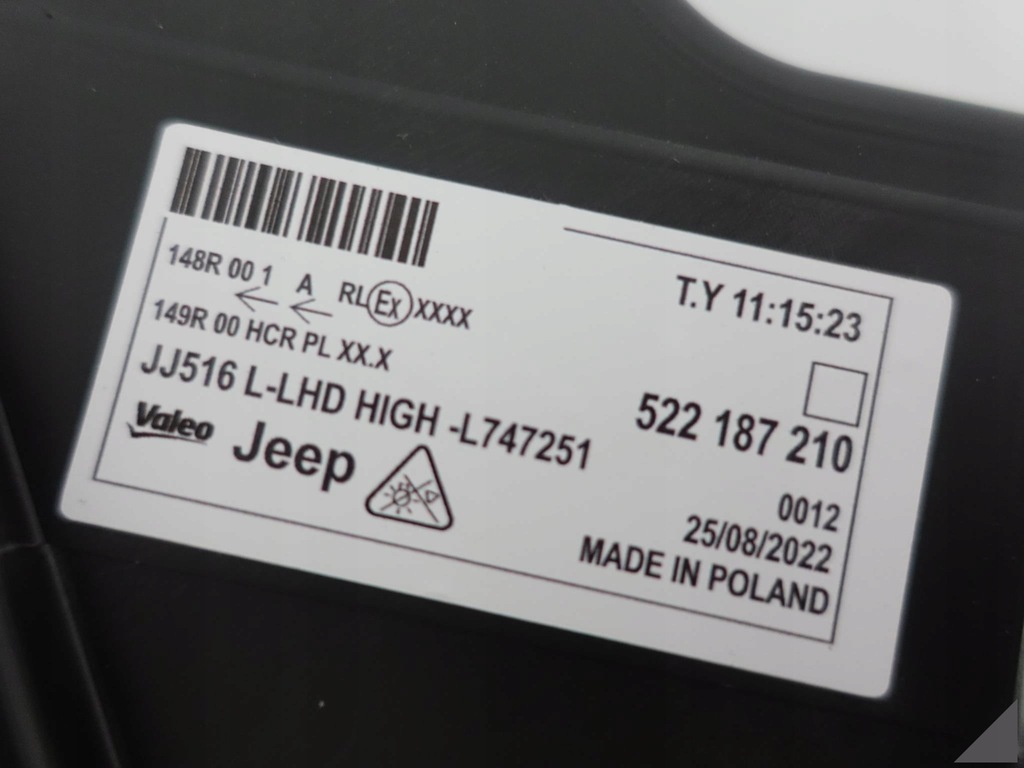 148R 00 1 A RL Ex XXXX
149R 00 HCR PL XX.X
JJ516 L-LHD HIGH -L747251
Valeo Jeep
T.Y 11:15:23
522 187 210
0012
25/08/2022
MADE IN POLAND